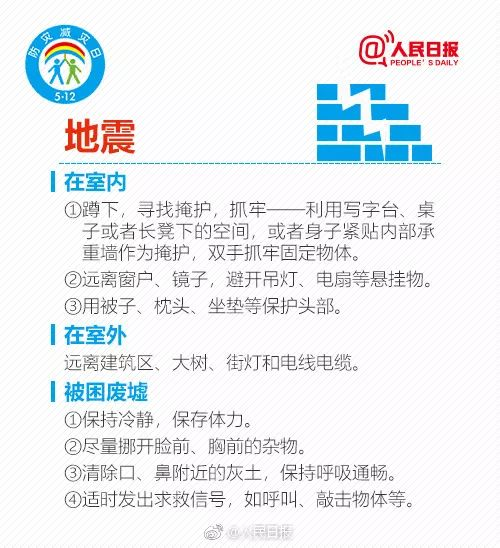 防灾减灾日
5·12
@人民日报
PEOPLE'S DAILY
地震
在室内
①蹲下，寻找掩护，抓牢——利用写字台、桌
子或者长凳下的空间，或者身子紧贴内部承
重墙作为掩护，双手抓牢固定物体。
②远离窗户、镜子，避开吊灯、电扇等悬挂物。
③用被子、枕头、坐垫等保护头部。
在室外
远离建筑区、大树、街灯和电线电缆。
被困废墟
①保持冷静，保存体力。
②尽量挪开脸前、胸前的杂物。
③清除口、鼻附近的灰土，保持呼吸通畅。
④适时发出求救信号，如呼叫、敲击物体等。
@人民日报